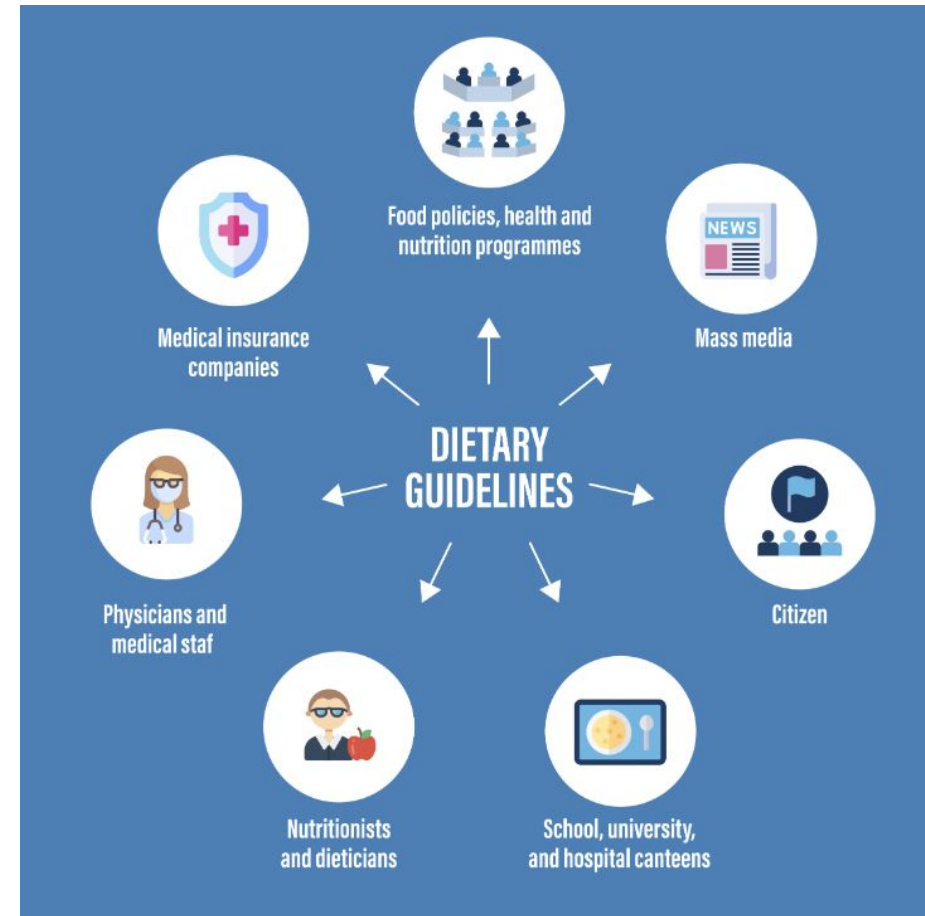 Food policies, health and
nutrition programmes
NEWS
Mass media
Medical insurance
companies
DIETARY
GUIDELINES
Citizen
Physicians and
medical staf
Nutritionists
and dieticians
School, university,
and hospital canteens